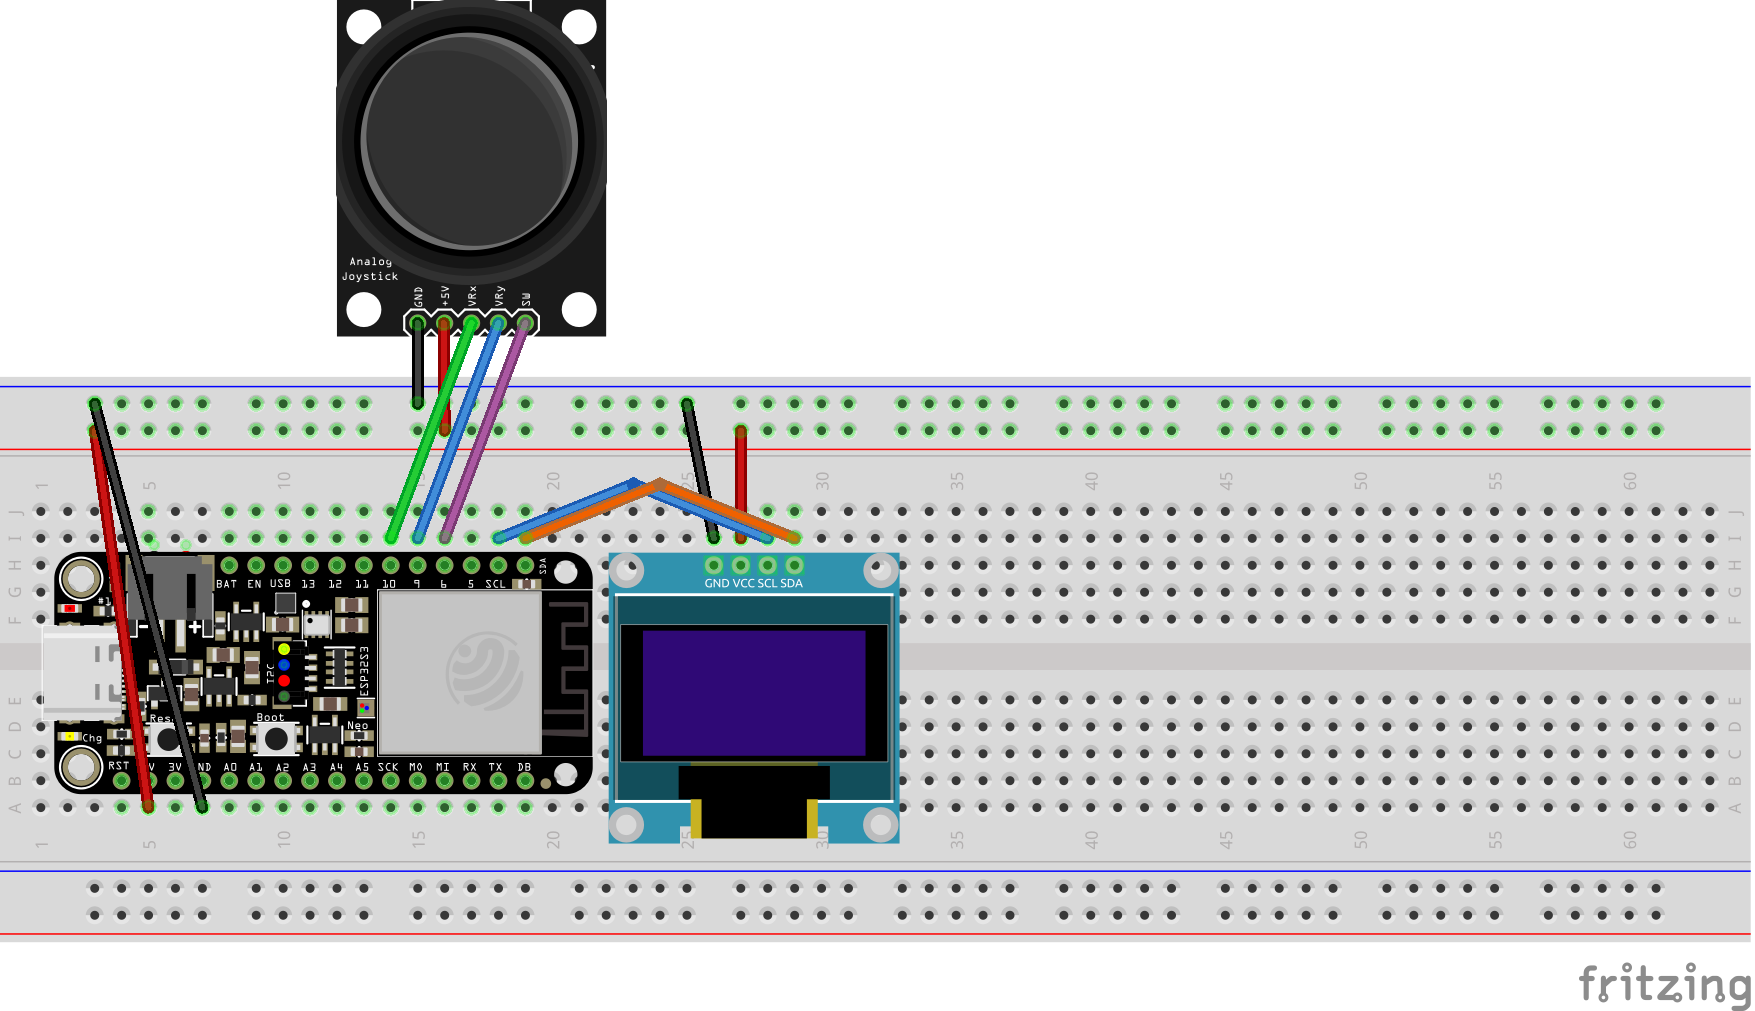 Analog
Joystick
GND +5V VRx VRy SW
1 5 10 15 20 25 30 35 40 45 50 55 60
J J
I I
H H
G G
F F
BAT EN USB 13 12 11 10 9 6 5 SCL SDA
GND VCC SCL SDA
#1
- +
I2C
ESP32S3
E E
D D
C C
B B
A A
Boot
Neo
Chg
RST 3V A0 A1 A2 A3 A4 A5 SCK MO MI RX TX DB
1 5 10 15 20 25 30 35 40 45 50 55 60
fritzing